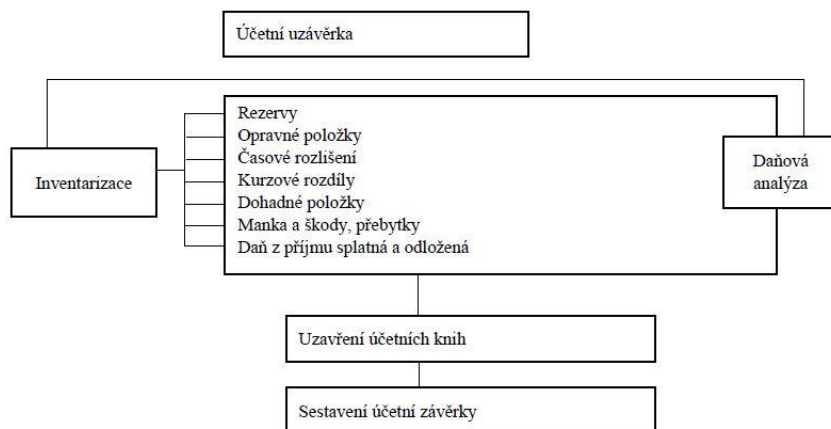 Účetní uzávěrka
Inventarizace
Rezervy
Opravné položky
Časové rozlišení
Kurzové rozdíly
Dohadné položky
Manka a škody, přebytky
Daň z příjmu splatná a odložená
Daňová
analýza
Uzavření účetních knih
Sestavení účetní závěrky